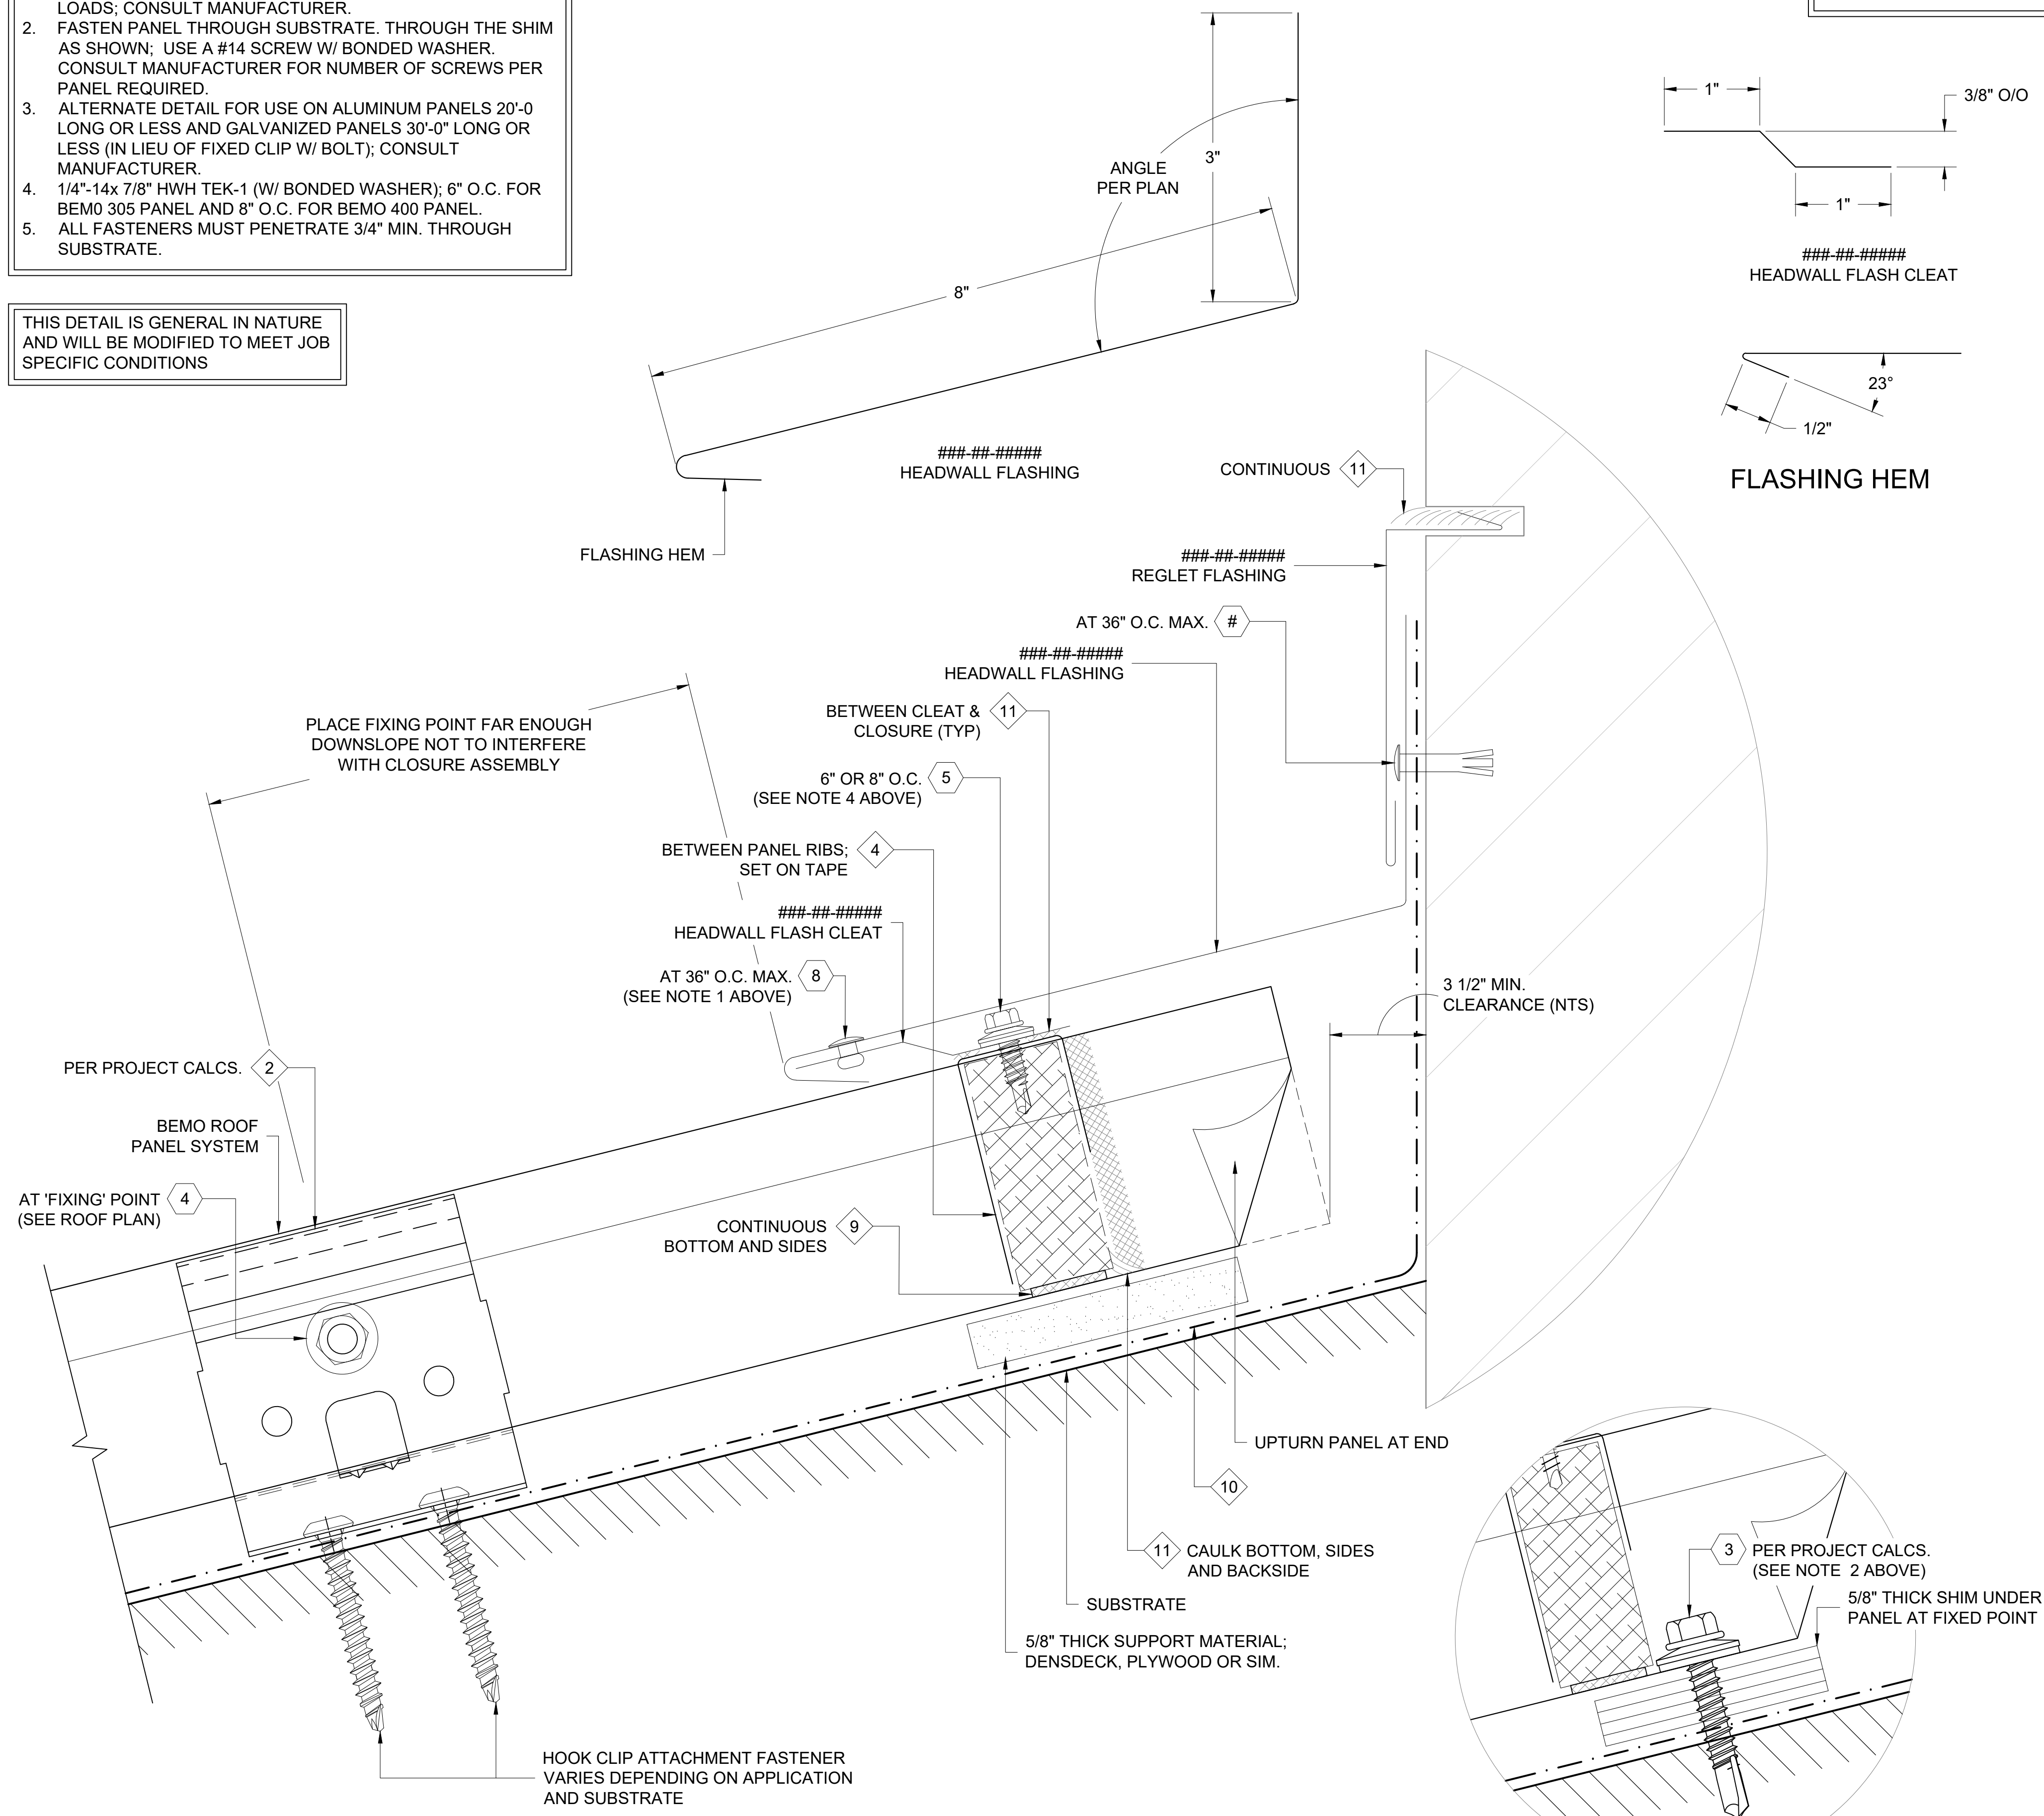 LOADS; CONSULT MANUFACTURER.
2. FASTEN PANEL THROUGH SUBSTRATE. THROUGH THE SHIM
AS SHOWN; USE A #14 SCREW W/ BONDED WASHER.
CONSULT MANUFACTURER FOR NUMBER OF SCREWS PER
PANEL REQUIRED.
3. ALTERNATE DETAIL FOR USE ON ALUMINUM PANELS 20'-0
LONG OR LESS AND GALVANIZED PANELS 30'-0" LONG OR
LESS (IN LIEU OF FIXED CLIP W/ BOLT); CONSULT
MANUFACTURER.
4. 1/4"-14x 7/8" HWH TEK-1 (W/ BONDED WASHER); 6" O.C. FOR
BEM0 305 PANEL AND 8" O.C. FOR BEMO 400 PANEL.
5. ALL FASTENERS MUST PENETRATE 3/4" MIN. THROUGH
SUBSTRATE.
THIS DETAIL IS GENERAL IN NATURE
AND WILL BE MODIFIED TO MEET JOB
SPECIFIC CONDITIONS
3"
ANGLE
PER PLAN
8"
###-##-#####
HEADWALL FLASHING
FLASHING HEM
1"
3/8" O/O
1"
###-##-#####
HEADWALL FLASH CLEAT
23°
1/2"
FLASHING HEM
CONTINUOUS 11
###-##-#####
REGLET FLASHING
AT 36" O.C. MAX. #
###-##-#####
HEADWALL FLASHING
BETWEEN CLEAT & 11
CLOSURE (TYP)
PLACE FIXING POINT FAR ENOUGH
DOWNSLOPE NOT TO INTERFERE
WITH CLOSURE ASSEMBLY
6" OR 8" O.C. 5
(SEE NOTE 4 ABOVE)
BETWEEN PANEL RIBS; 4
SET ON TAPE
###-##-#####
HEADWALL FLASH CLEAT
AT 36" O.C. MAX. 8
(SEE NOTE 1 ABOVE)
3 1/2" MIN.
CLEARANCE (NTS)
PER PROJECT CALCS. 2
BEMO ROOF
PANEL SYSTEM
AT 'FIXING' POINT 4
(SEE ROOF PLAN)
CONTINUOUS 9
BOTTOM AND SIDES
UPTURN PANEL AT END
10
11 CAULK BOTTOM, SIDES
AND BACKSIDE
SUBSTRATE
5/8" THICK SUPPORT MATERIAL;
DENSDECK, PLYWOOD OR SIM.
HOOK CLIP ATTACHMENT FASTENER
VARIES DEPENDING ON APPLICATION
AND SUBSTRATE
3 PER PROJECT CALCS.
(SEE NOTE 2 ABOVE)
5/8" THICK SHIM UNDER
PANEL AT FIXED POINT